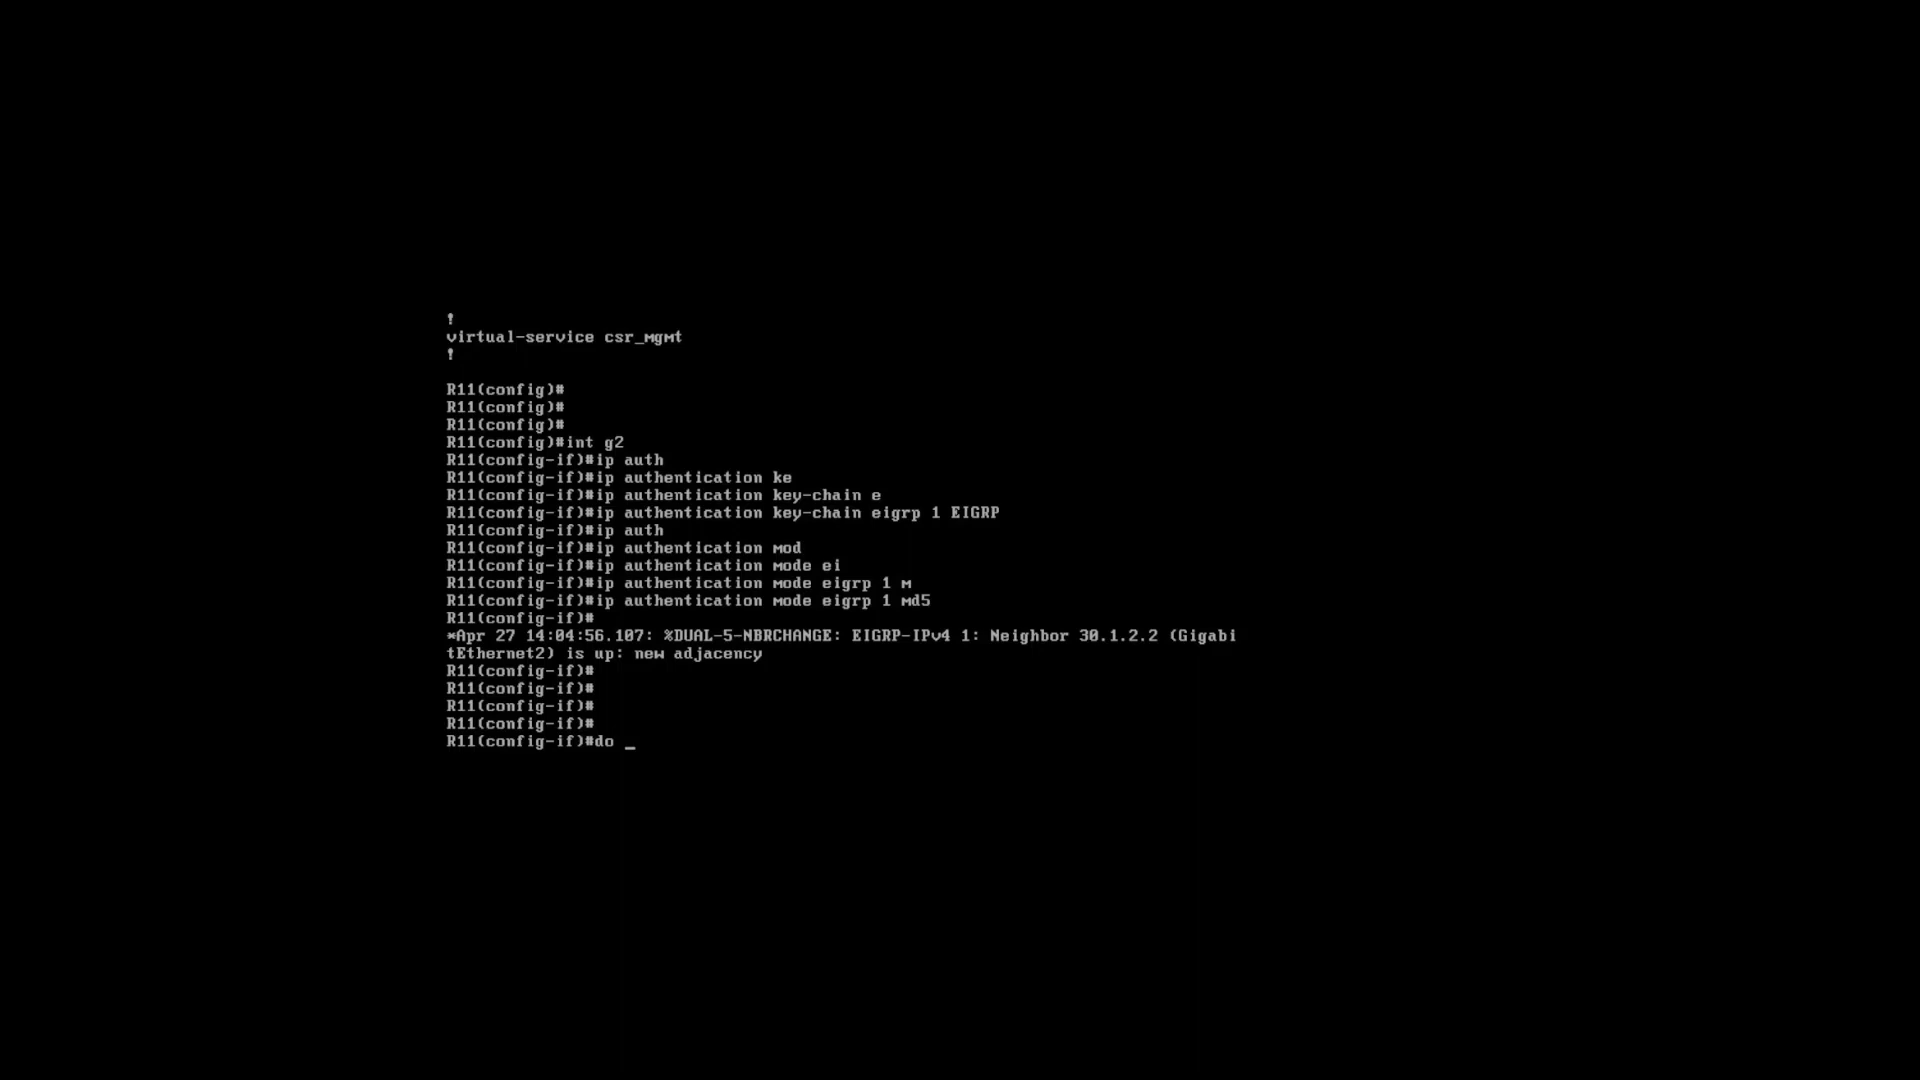 !
virtual-service csr_mgmt
!
R11(config)#
R11(config)#
R11(config)#
R11(config)#int g2
R11(config-if)#ip auth
R11(config-if)#ip authentication ke
R11(config-if)#ip authentication key-chain e
R11(config-if)#ip authentication key-chain eigrp 1 EIGRP
R11(config-if)#ip auth
R11(config-if)#ip authentication mod
R11(config-if)#ip authentication mode ei
R11(config-if)#ip authentication mode eigrp 1 m
R11(config-if)#ip authentication mode eigrp 1 md5
R11(config-if)#
*Apr 27 14:04:56.107: %DUAL-5-NBRCHANGE: EIGRP-IPv4 1: Neighbor 30.1.2.2 (Gigabi
tEthernet2) is up: new adjacency
R11(config-if)#
R11(config-if)#
R11(config-if)#
R11(config-if)#
R11(config-if)#do _